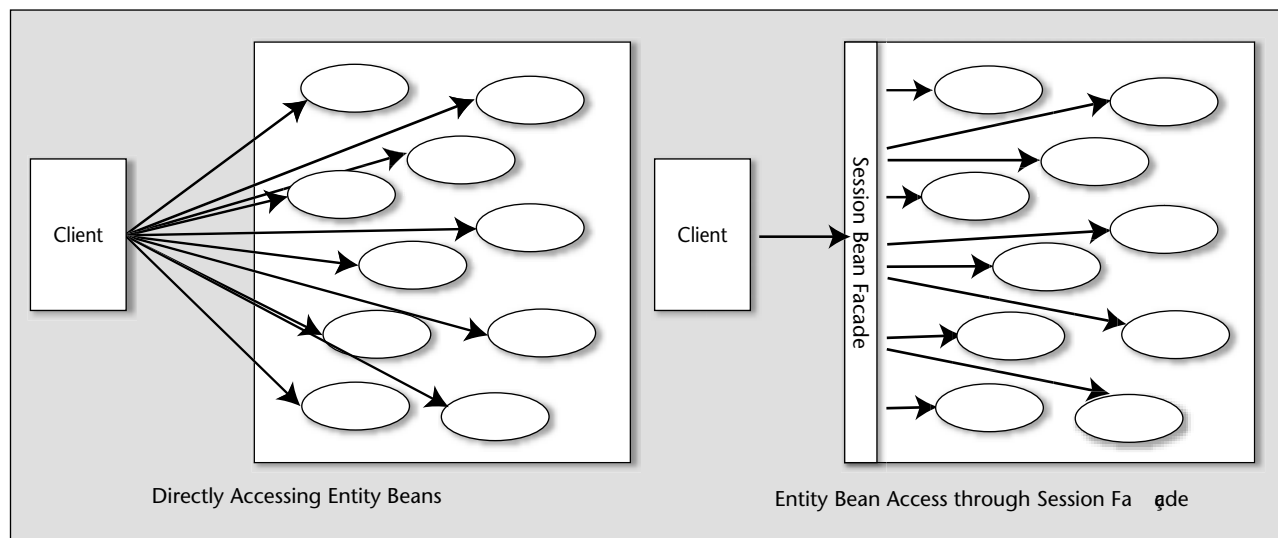 Client
Directly Accessing Entity Beans
Client
Session Bean Facade
Entity Bean Access through Session Façade